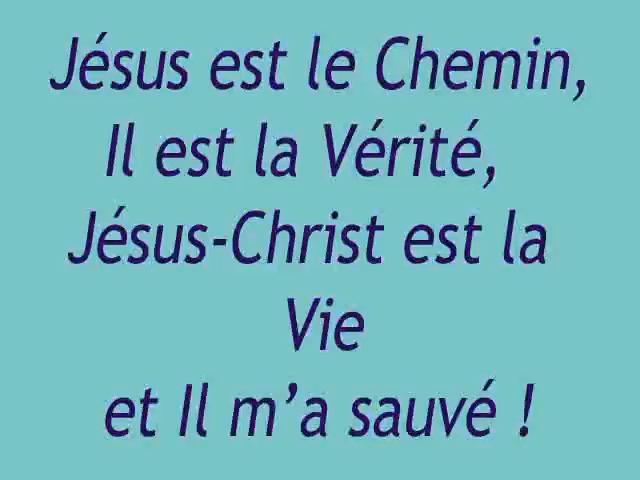 Jésus est le Chemin,
Il est la Vérité,
Jésus-Christ est la
Vie
et Il m’a sauvé !